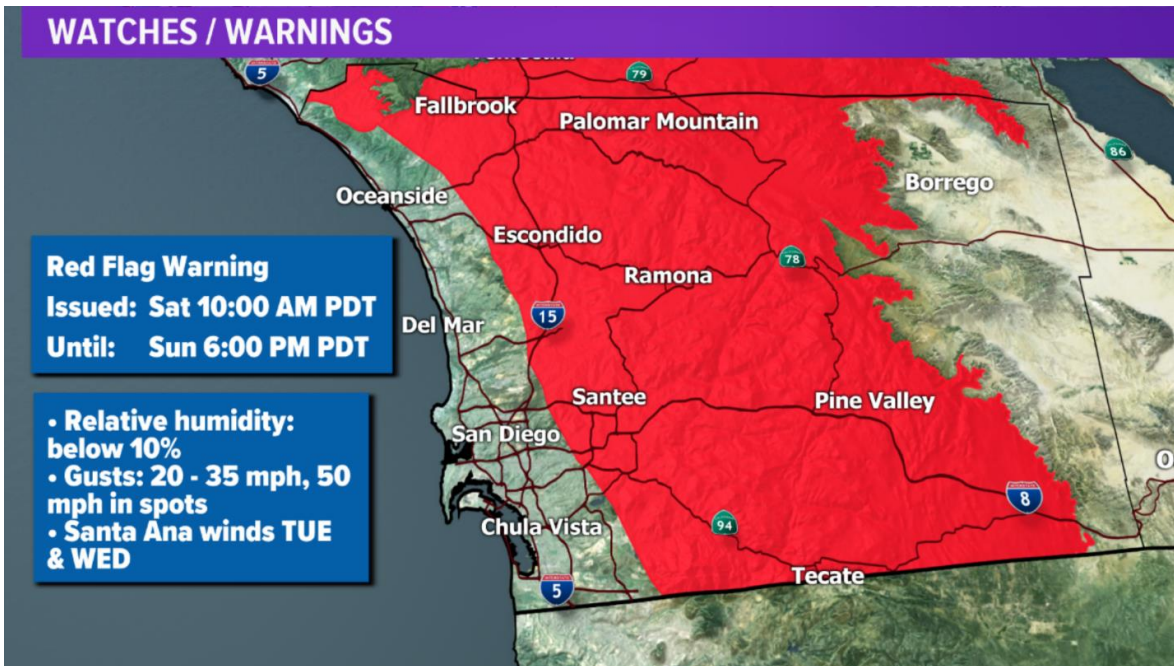 WATCHES / WARNINGS
5
79
Fallbrook
Palomar Mountain
86
Borrego
Oceanside
Escondido
78
Ramona
Red Flag Warning
Issued: Sat 10:00 AM PDT
Until: Sun 6:00 PM PDT
15
Del Mar
Santee
Pine Valley
San Diego
• Relative humidity:
below 10%
• Gusts: 20 - 35 mph, 50
mph in spots
• Santa Ana winds TUE
& WED
8
Chula Vista
94
Tecate
5